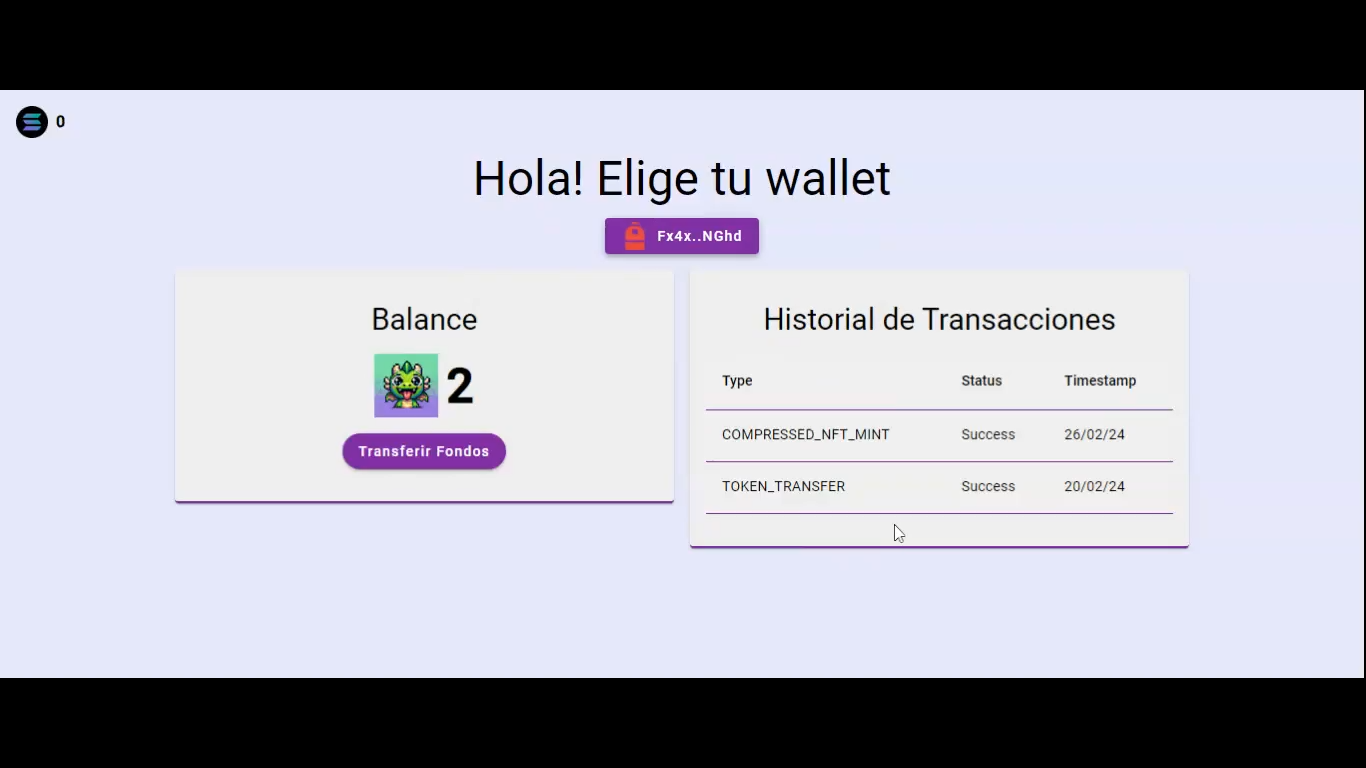 0
Hola! Elige tu wallet
Fx4x..NGhd
Balance
2
Transferir Fondos
Historial de Transacciones
Type Status Timestamp
COMPRESSED_NFT_MINT Success 26/02/24
TOKEN_TRANSFER Success 20/02/24